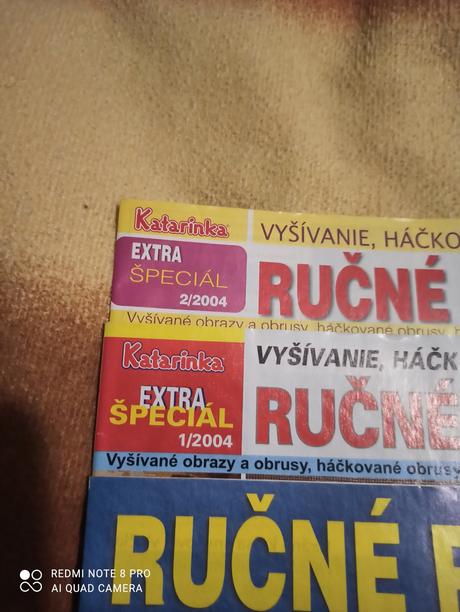 Katarinka
EXTRA
ŠPECIÁL
2/2004
VYŠÍVANIE, HÁČKO
RUČNÉ
Vyšívané obrazy a obrusy, háčkované obrusy,
Katarinka
EXTRA
ŠPECIÁL
1/2004
VYŠÍVANIE, HÁČK
RUČNÉ
Vyšívané obrazy a obrusy, háčkované obrusy
RUČNÉ
REDMI NOTE 8 PRO
AI QUAD CAMERA